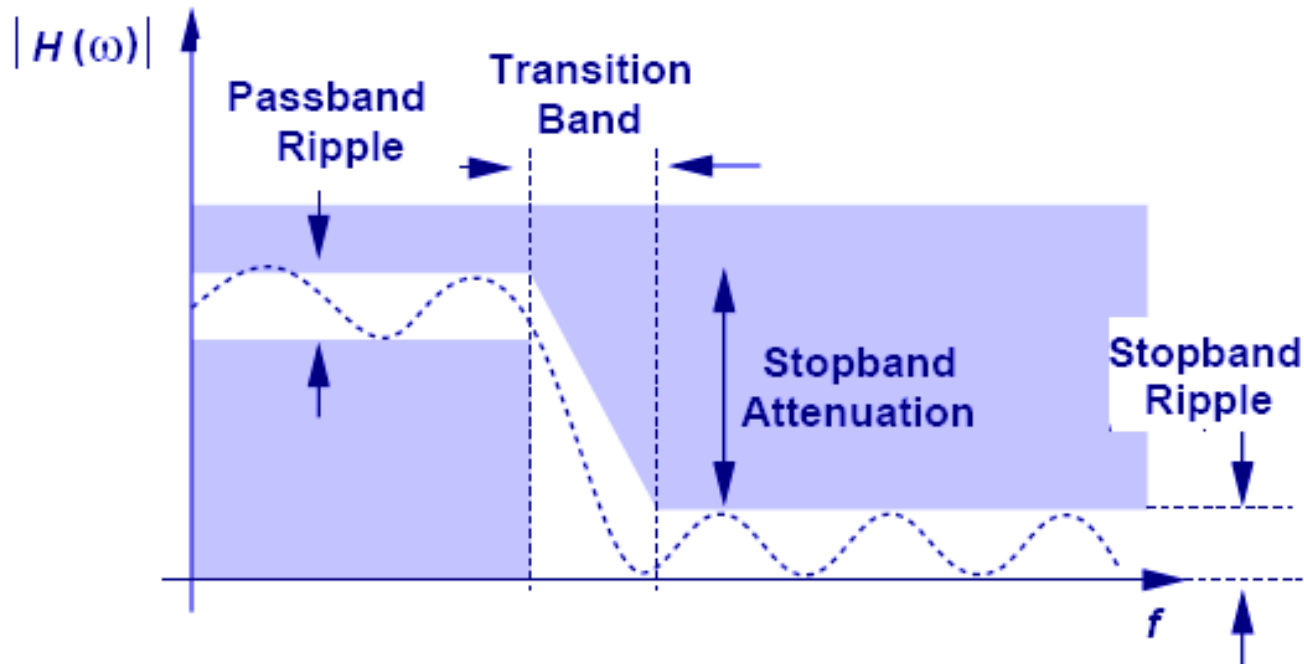 |H(ω)|
Passband
Ripple
Transition
Band
Stopband
Attenuation
Stopband
Ripple
f